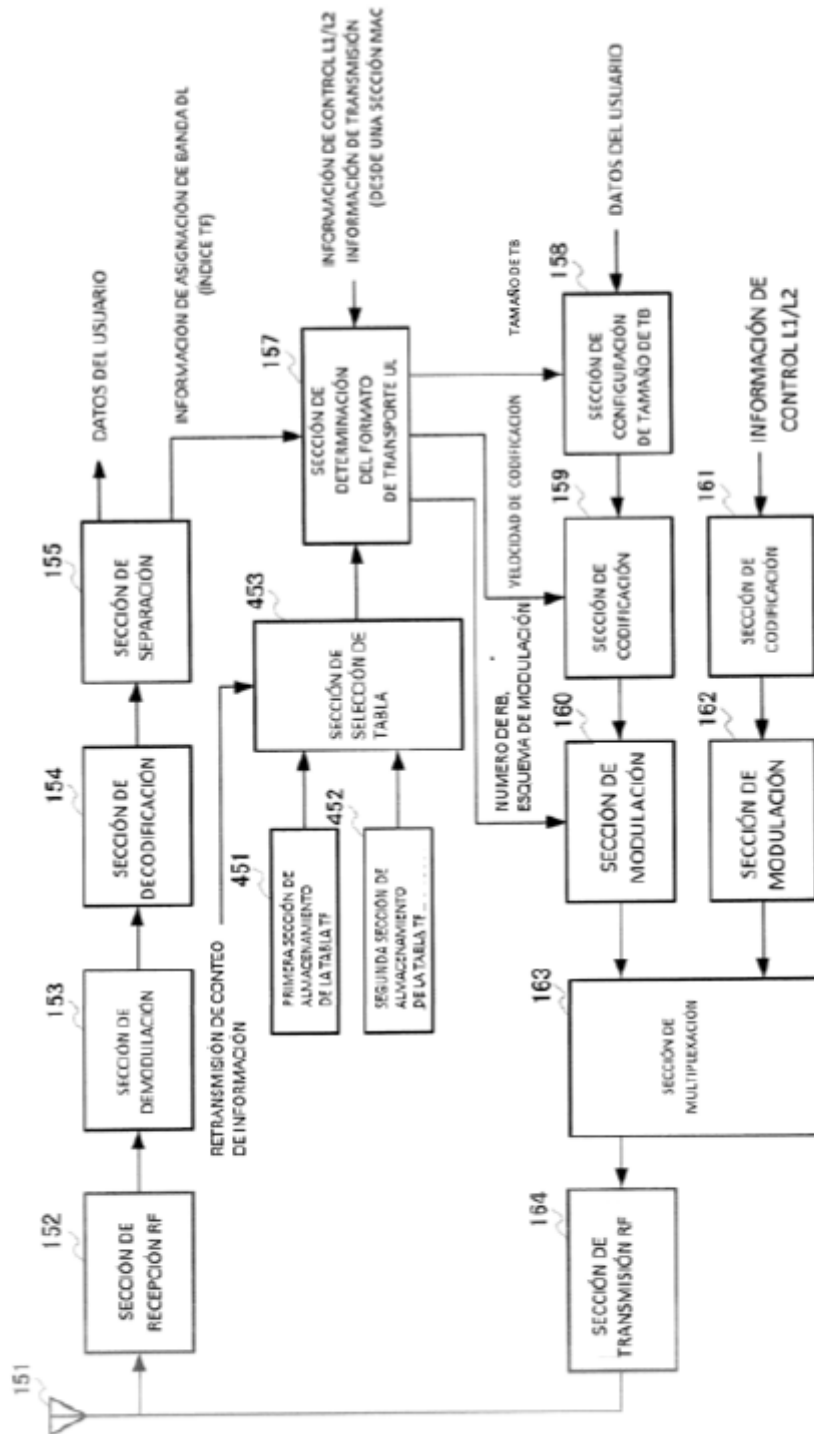 151
152
SECCIÓN DE
RECEPCIÓN RF
153
SECCIÓN DE
DEMODULACIÓN
154
SECCIÓN DE
DECODIFICACIÓN
155
SECCIÓN DE
SEPARACIÓN
DATOS DEL USUARIO
INFORMACIÓN DE ASIGNACIÓN DE BANDA DL
(ÍNDICE TF)
RETRANSMISIÓN DE CONTEO
DE INFORMACIÓN
451
PRIMERA SECCIÓN DE
ALMACENAMIENTO
DE LA TABLA TF
452
SEGUNDA SECCIÓN DE
ALMACENAMIENTO
DE LA TABLA TF
453
SECCIÓN DE
SELECCIÓN DE
TABLA
157
SECCIÓN DE
DETERMINACIÓN
DEL FORMATO
DE TRANSPORTE UL
INFORMACIÓN DE CONTROL L1/L2
INFORMACIÓN DE TRANSMISIÓN
(DESDE UNA SECCIÓN MAC)
NUMERO DE RB,
ESQUEMA DE MODULACIÓN
VELOCIDAD DE CODIFICACIÓN
TAMAÑO DE TB
164
SECCIÓN DE
TRANSMISIÓN RF
163
SECCIÓN DE
MULTIPLEXACIÓN
160
SECCIÓN DE
MODULACIÓN
159
SECCIÓN DE
CODIFICACIÓN
158
SECCIÓN DE
CONFIGURACIÓN
DE TAMAÑO DE TB
DATOS DEL USUARIO
162
SECCIÓN DE
MODULACIÓN
161
SECCIÓN DE
CODIFICACIÓN
INFORMACIÓN DE
CONTROL L1/L2